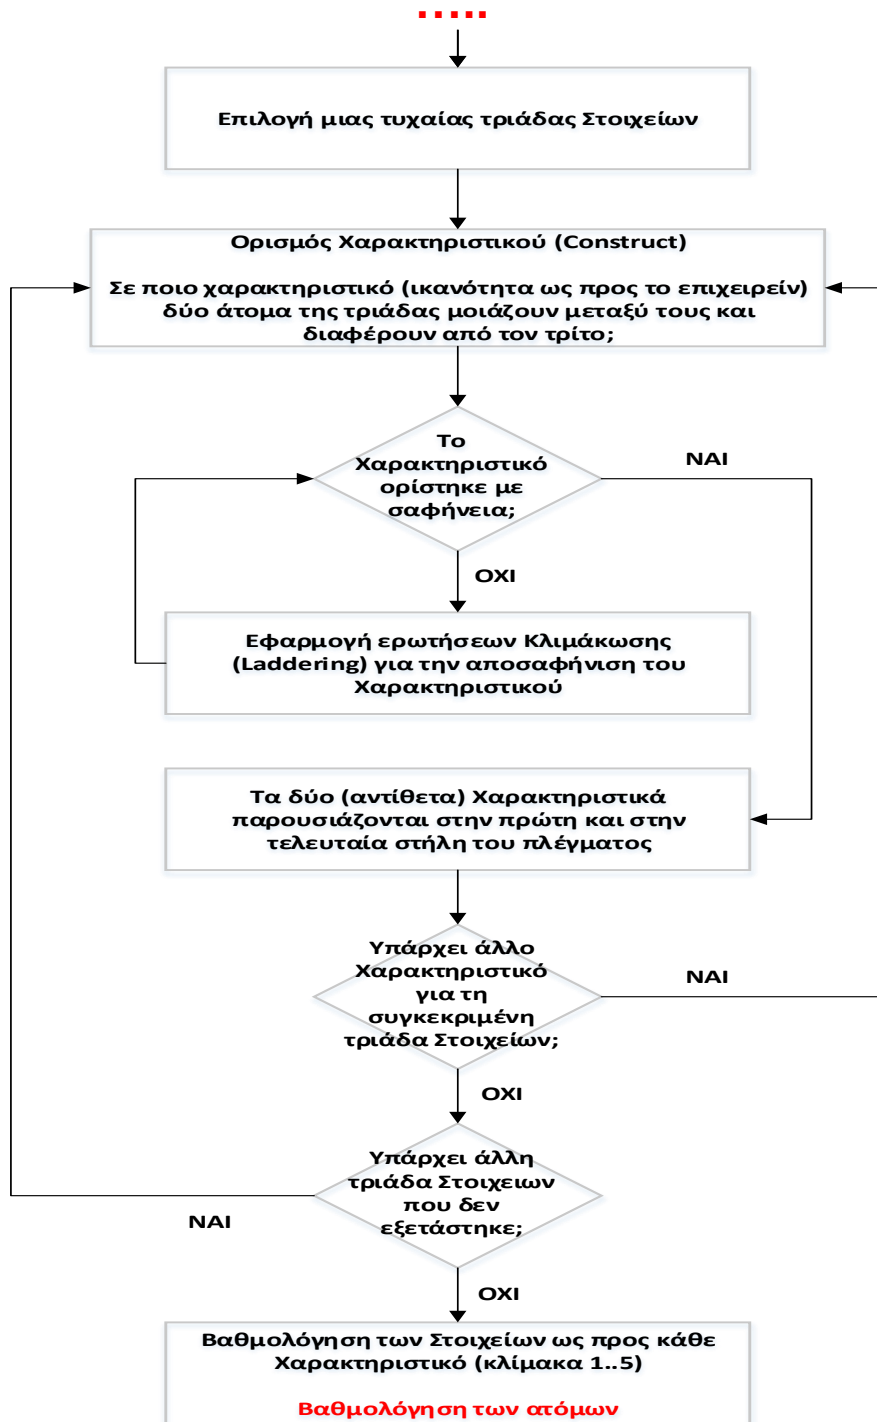 .....
Επιλογή μιας τυχαίας τριάδας Στοιχείων
Ορισμός Χαρακτηριστικού (Construct)
Σε ποιο χαρακτηριστικό (ικανότητα ως προς το επιχειρείν)
δύο άτομα της τριάδας μοιάζουν μεταξύ τους και
διαφέρουν από τον τρίτο;
Το
Χαρακτηριστικό
ορίστηκε με
σαφήνεια;
ΝΑΙ
ΟΧΙ
Εφαρμογή ερωτήσεων Κλιμάκωσης
(Laddering) για την αποσαφήνιση του
Χαρακτηριστικού
Τα δύο (αντίθετα) Χαρακτηριστικά
παρουσιάζονται στην πρώτη και στην
τελευταία στήλη του πλέγματος
Υπάρχει άλλο
Χαρακτηριστικό
για τη
συγκεκριμένη
τριάδα Στοιχείων;
ΝΑΙ
ΟΧΙ
Υπάρχει άλλη
τριάδα Στοιχειων
που δεν
εξετάστηκε;
ΝΑΙ
ΟΧΙ
Βαθμολόγηση των Στοιχείων ως προς κάθε
Χαρακτηριστικό (κλίμακα 1..5)
Βαθμολόγηση των ατόμων